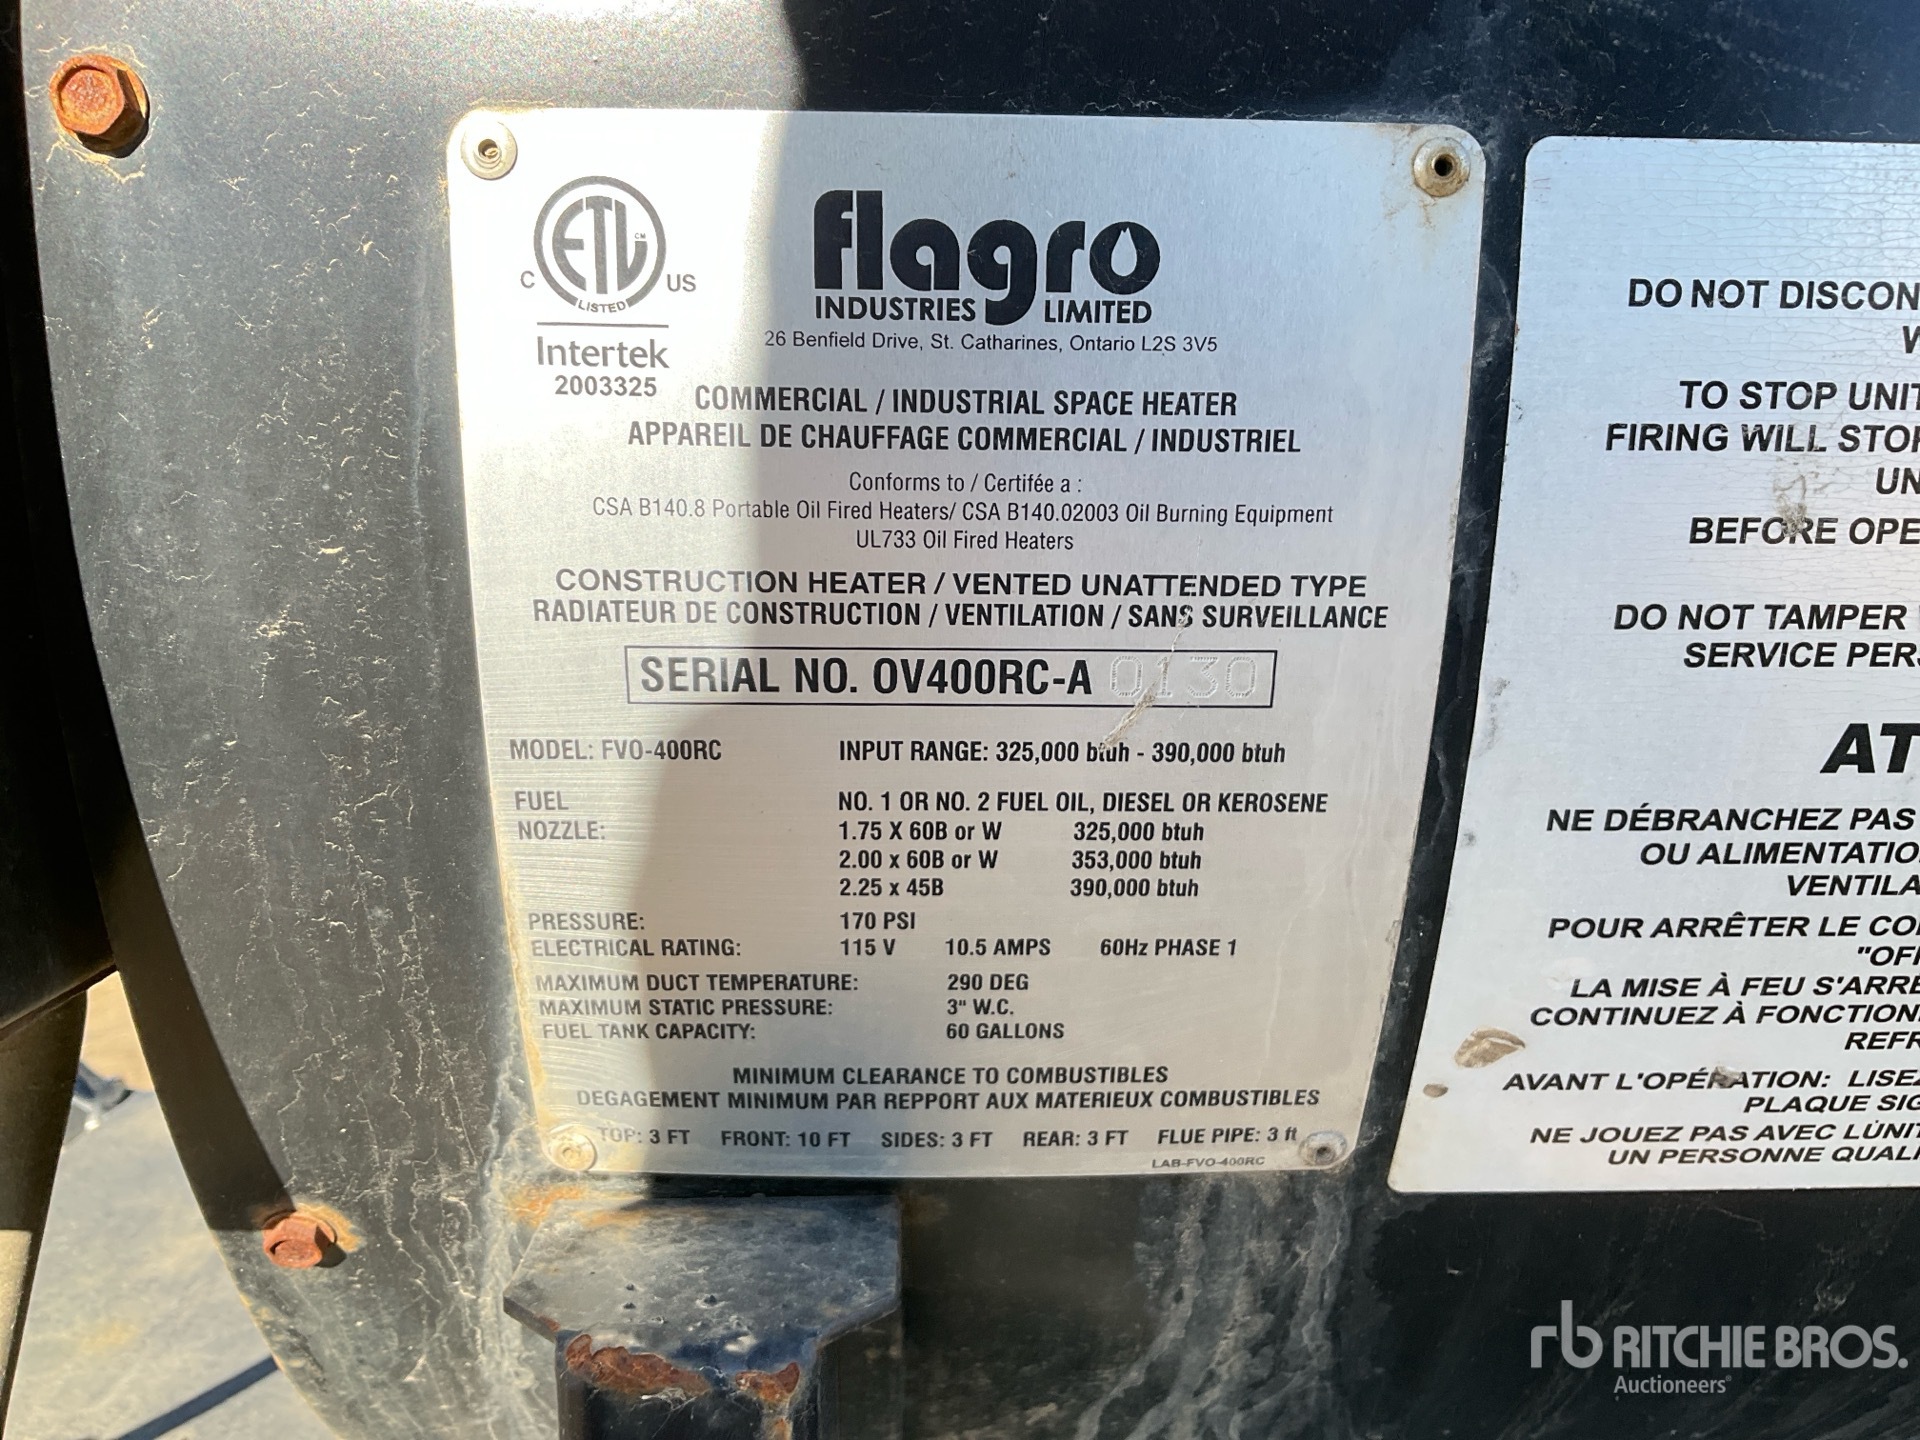 ETL CM
C US
LISTED
Intertek
2003325
flagro
INDUSTRIES LIMITED
26 Benfield Drive, St. Catharines, Ontario L2S 3V5
COMMERCIAL / INDUSTRIAL SPACE HEATER
APPAREIL DE CHAUFFAGE COMMERCIAL / INDUSTRIEL
Conforms to / Certifée a :
CSA B140.8 Portable Oil Fired Heaters/ CSA B140.02003 Oil Burning Equipment
UL733 Oil Fired Heaters
CONSTRUCTION HEATER / VENTED UNATTENDED TYPE
RADIATEUR DE CONSTRUCTION / VENTILATION / SANS SURVEILLANCE
SERIAL NO. OV400RC-A 0130
MODEL: FVO-400RC INPUT RANGE: 325,000 btuh - 390,000 btuh
FUEL NO. 1 OR NO. 2 FUEL OIL, DIESEL OR KEROSENE
NOZZLE: 1.75 X 60B or W 325,000 btuh
2.00 x 60B or W 353,000 btuh
2.25 x 45B 390,000 btuh
PRESSURE: 170 PSI
ELECTRICAL RATING: 115 V 10.5 AMPS 60Hz PHASE 1
MAXIMUM DUCT TEMPERATURE: 290 DEG
MAXIMUM STATIC PRESSURE: 3" W.C.
FUEL TANK CAPACITY: 60 GALLONS
MINIMUM CLEARANCE TO COMBUSTIBLES
DEGAGEMENT MINIMUM PAR REPPORT AUX MATERIEUX COMBUSTIBLES
TOP: 3 FT FRONT: 10 FT SIDES: 3 FT REAR: 3 FT FLUE PIPE: 3 ft
LAB-FVO-400RC
DO NOT DISCON
W
TO STOP UNIT
FIRING WILL STOP
UN
BEFORE OPE
DO NOT TAMPER
SERVICE PERS
AT
NE DÉBRANCHEZ PAS
OU ALIMENTATIO
VENTILA
POUR ARRÊTER LE CO
"OFF
LA MISE À FEU S'ARRE
CONTINUEZ À FONCTION
REFR
AVANT L'OPÉRATION: LISEZ
PLAQUE SIG
NE JOUEZ PAS AVEC LÙNIT
UN PERSONNE QUALI
rb RITCHIE BROS.
Auctioneers